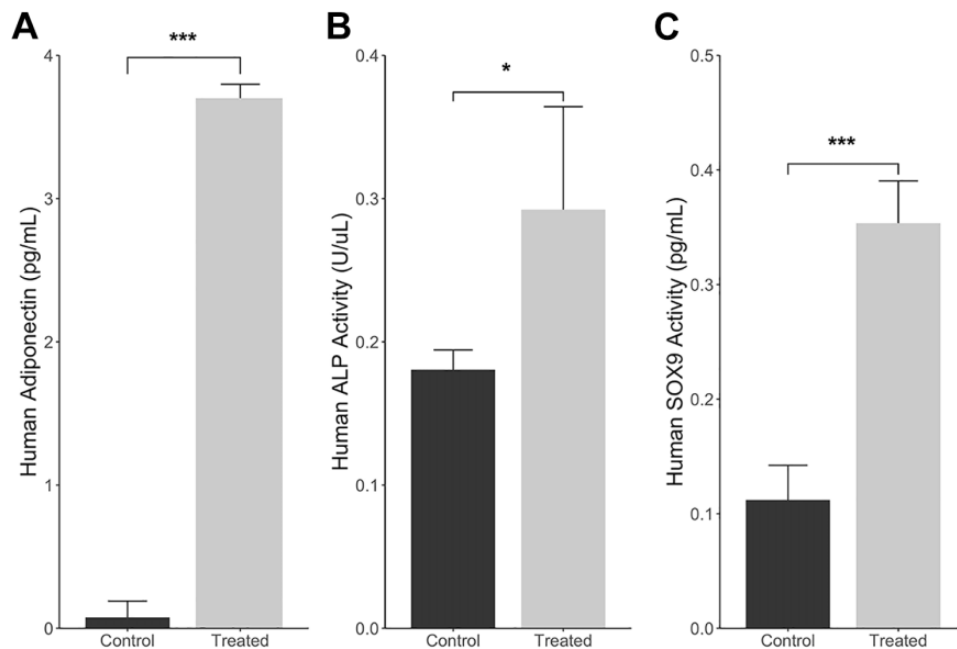 A
Human Adiponectin (pg/mL)
4
3
2
1
0
***
Control Treated
B
Human ALP Activity (U/uL)
0.4
0.3
0.2
0.1
0.0
*
Control Treated
C
Human SOX9 Activity (pg/mL)
0.5
0.4
0.3
0.2
0.1
0.0
***
Control Treated